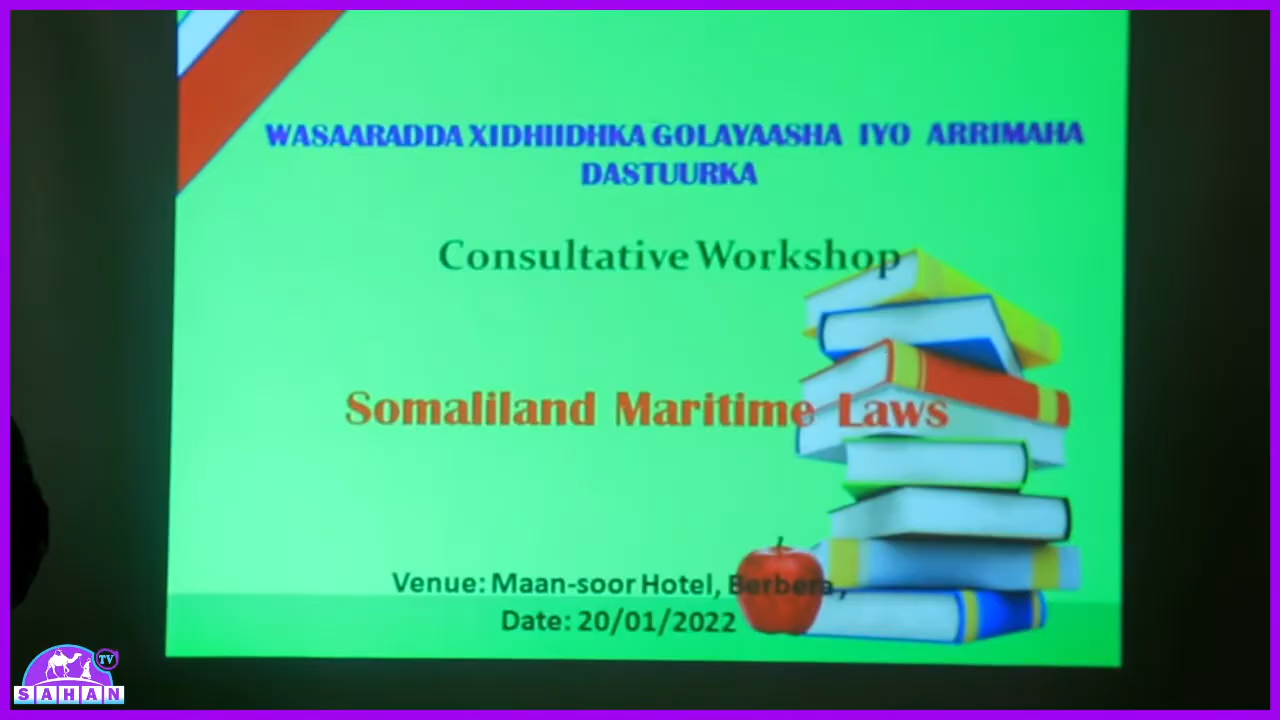 WASAARADDA XIDHIIDHKA GOLAYAASHA IYO ARRIMAHA
DASTUURKA
Consultative Workshop
Somaliland Maritime Laws
Venue: Maan-soor Hotel, Berbera,
Date: 20/01/2022
TV
SAHAN